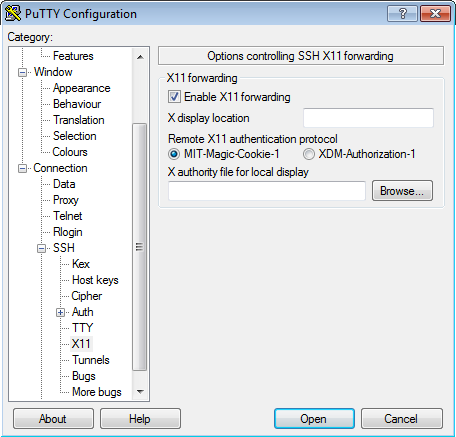 PuTTY Configuration
Category:
Features
Window
Appearance
Behaviour
Translation
Selection
Colours
Connection
Data
Proxy
Telnet
Rlogin
SSH
Kex
Host keys
Cipher
Auth
TTY
X11
Tunnels
Bugs
More bugs
Options controlling SSH X11 forwarding
X11 forwarding
Enable X11 forwarding
X display location
Remote X11 authentication protocol
MIT-Magic-Cookie-1 XDM-Authorization-1
X authority file for local display
Browse...
About Help Open Cancel